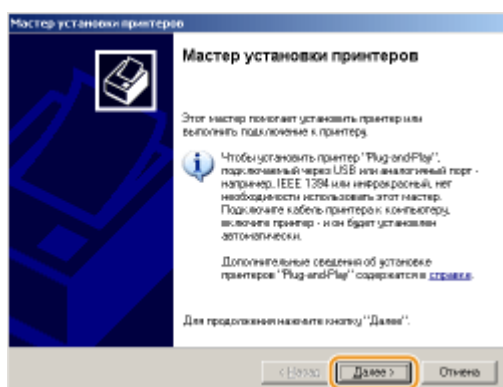 Мастер установки принтеров
Мастер установки принтеров
Этот мастер помогает установить принтер или
выполнить подключение к принтеру.
Чтобы установить принтер "Plug-and-Play",
подключаемый через USB или аналогичный порт -
например, IEEE 1394 или инфракрасный, нет
необходимости использовать этот мастер.
Подключите кабель принтера к компьютеру,
включите принтер - и он будет установлен
автоматически.
Дополнительные сведения об установке
принтеров "Plug-and-Play" содержатся в справке.
Для продолжения нажмите кнопку "Далее".
< Назад Далее > Отмена